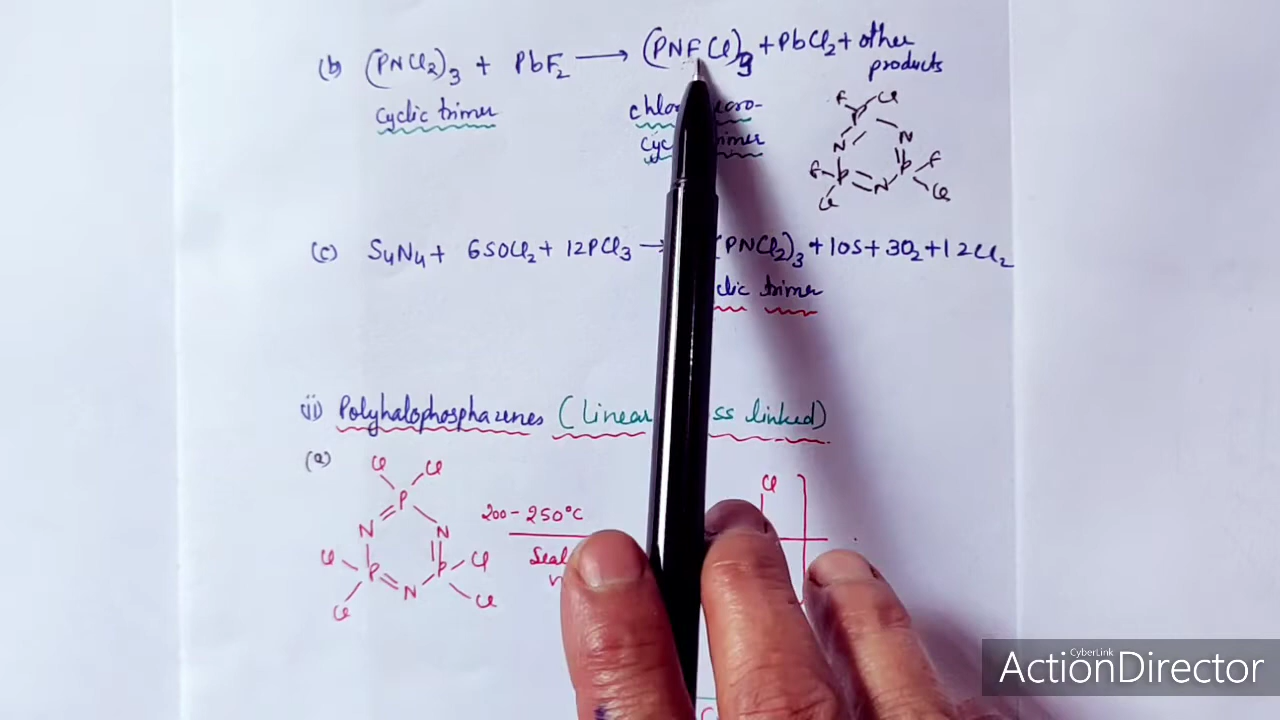 (b) (PNCl2)3 + PbF2 ⟶ (PNFCl)3 + PbCl2 + other products
cyclic trimer
F Cl
P
N N
F P P F
Cl N Cl
(c) S4N4 + 6SOCl2 + 12PCl3 → (PNCl2)3 + 10S + 3O2 + 12Cl2
trimer
(ii) Polyhalophosphazenes (linear linked)
(a)
Cl Cl
P
N N
Cl P P Cl
Cl N Cl
200-250°C
Cl
CyberLink
ActionDirector